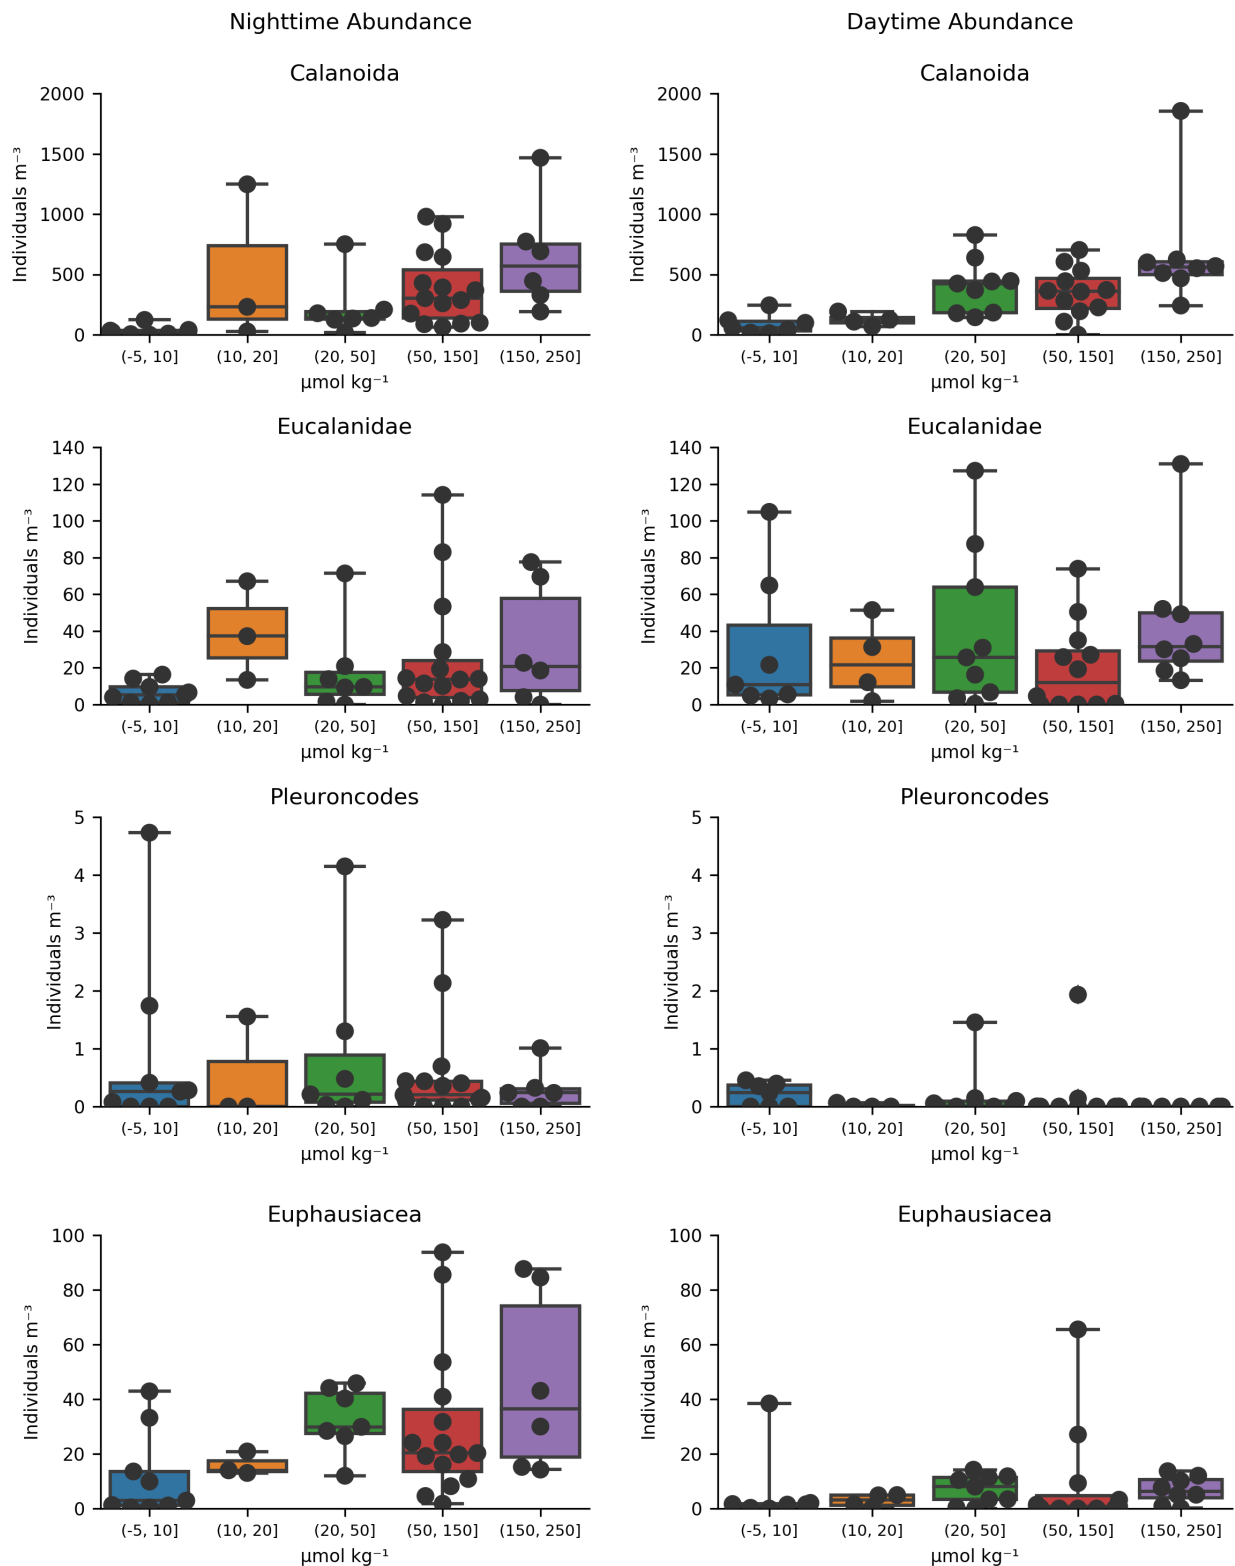 Nighttime Abundance
Daytime Abundance
Calanoida
Calanoida
Individuals m⁻³
2000
1500
1000
500
0
(-5, 10] (10, 20] (20, 50] (50, 150] (150, 250]
µmol kg⁻¹
Individuals m⁻³
2000
1500
1000
500
0
(-5, 10] (10, 20] (20, 50] (50, 150] (150, 250]
µmol kg⁻¹
Eucalanidae
Eucalanidae
Individuals m⁻³
140
120
100
80
60
40
20
0
(-5, 10] (10, 20] (20, 50] (50, 150] (150, 250]
µmol kg⁻¹
Individuals m⁻³
140
120
100
80
60
40
20
0
(-5, 10] (10, 20] (20, 50] (50, 150] (150, 250]
µmol kg⁻¹
Pleuroncodes
Pleuroncodes
Individuals m⁻³
5
4
3
2
1
0
(-5, 10] (10, 20] (20, 50] (50, 150] (150, 250]
µmol kg⁻¹
Individuals m⁻³
5
4
3
2
1
0
(-5, 10] (10, 20] (20, 50] (50, 150] (150, 250]
µmol kg⁻¹
Euphausiacea
Euphausiacea
Individuals m⁻³
100
80
60
40
20
0
(-5, 10] (10, 20] (20, 50] (50, 150] (150, 250]
µmol kg⁻¹
Individuals m⁻³
100
80
60
40
20
0
(-5, 10] (10, 20] (20, 50] (50, 150] (150, 250]
µmol kg⁻¹